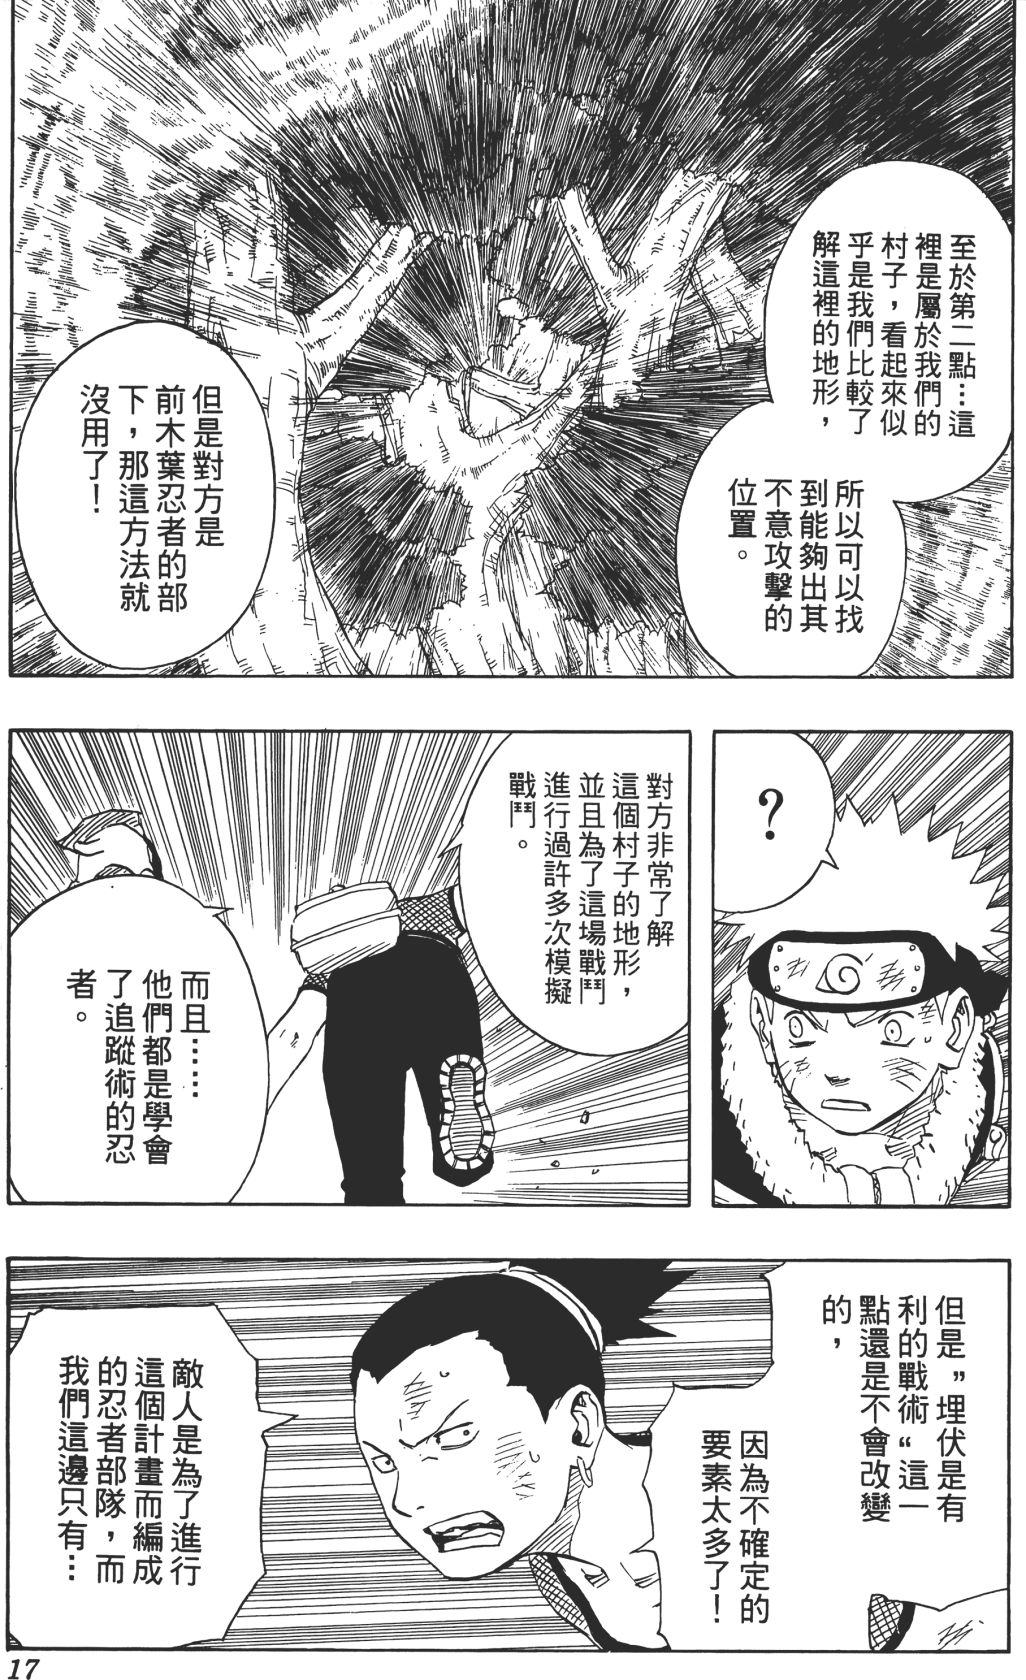 至於第二點…這
裡是屬於我們的
村子，看起來似
乎是我們比較了
解這裡的地形，
所以可以找
到能夠出其
不意攻擊的
位置。
但是對方是
前木葉忍者的部
下，那這方法就
沒用了！
？
對方非常了解
這個村子的地形，
並且為了這場戰鬥
進行過許多次模擬
戰鬥。
而且……
他們都是學會
了追蹤術的忍
者。
但是〞埋伏是有
利的戰術〝這一
點還是不會改變
的，
因為不確定的
要素太多了！
敵人是為了進行
這個計畫而編成
的忍者部隊，而
我們這邊只有…
17